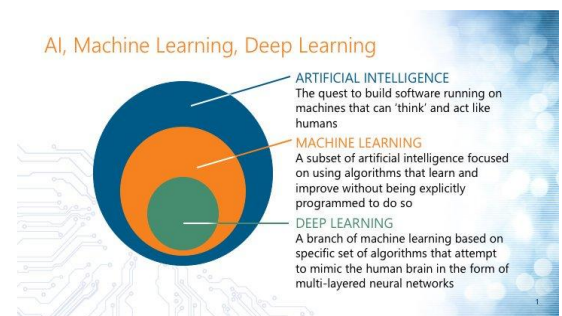 AI, Machine Learning, Deep Learning
ARTIFICIAL INTELLIGENCE
The quest to build software running on
machines that can ‘think’ and act like
humans
MACHINE LEARNING
A subset of artificial intelligence focused
on using algorithms that learn and
improve without being explicitly
programmed to do so
DEEP LEARNING
A branch of machine learning based on
specific set of algorithms that attempt
to mimic the human brain in the form of
multi-layered neural networks
1